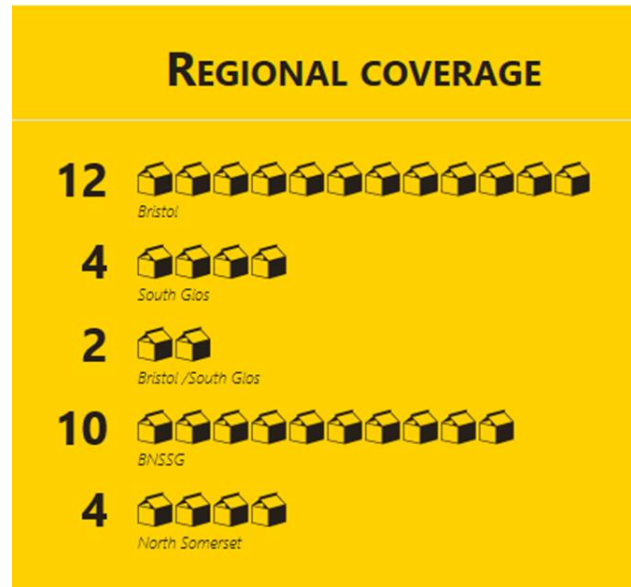 REGIONAL COVERAGE
12
Bristol
4
South Glos
2
Bristol /South Glos
10
BNSSG
4
North Somerset